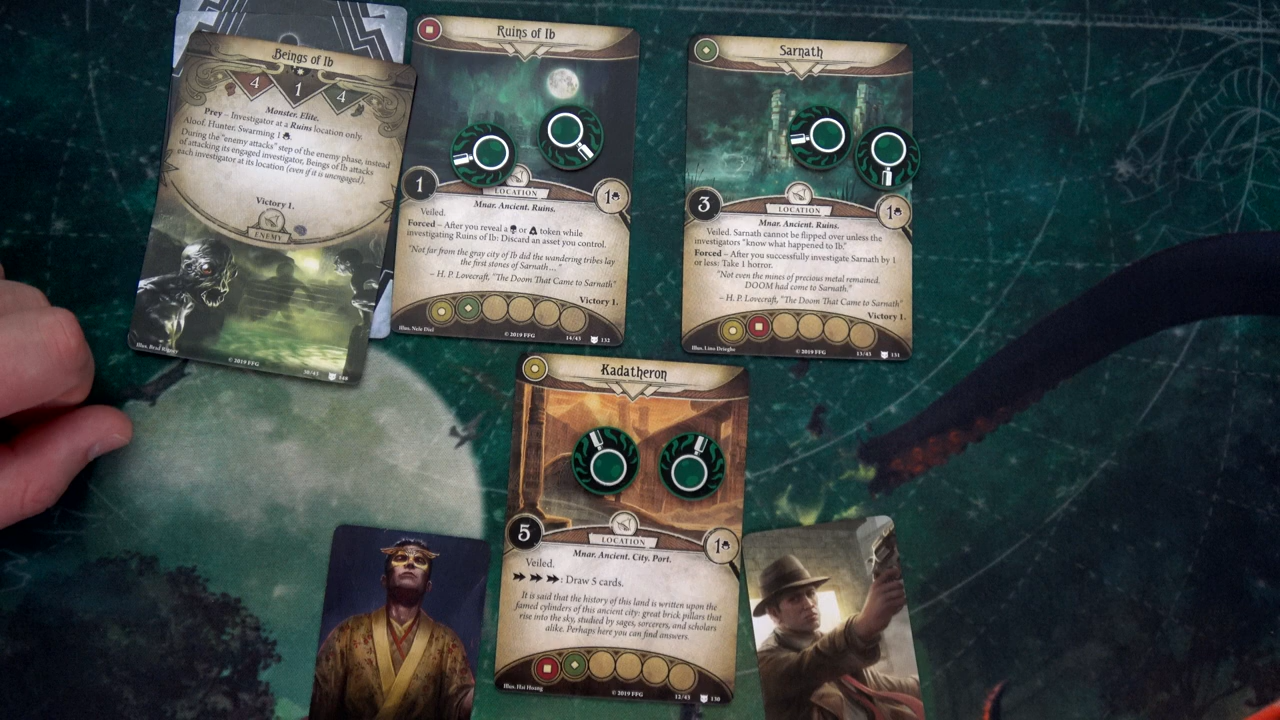 Beings of Ib
4 1 4
Monster. Elite.
Prey – Investigator at a Ruins location only.
Aloof. Hunter. Swarming 1
During the "enemy attacks" step of the enemy phase, instead
of attacking its engaged investigator, Beings of Ib attacks
each investigator at its location (even if it is unengaged).
Victory 1.
ENEMY
© 2019 FFG
Ruins of Ib
1
LOCATION
1
Mnar. Ancient. Ruins.
Veiled.
Forced – After you reveal a or token while
investigating Ruins of Ib: Discard an asset you control.
"Not far from the gray city of Ib did the wandering tribes lay
the first stones of Sarnath…"
– H. P. Lovecraft, "The Doom That Came to Sarnath"
Victory 1.
Illus. Nele Diel
© 2019 FFG
14/43
132
Sarnath
3
LOCATION
1
Mnar. Ancient. Ruins.
Veiled. Sarnath cannot be flipped over unless the
investigators "know what happened to Ib."
Forced – After you successfully investigate Sarnath by 1
or less: Take 1 horror.
"Not even the mines of precious metal remained.
DOOM had come to Sarnath."
– H. P. Lovecraft, "The Doom That Came to Sarnath"
Victory 1.
© 2019 FFG
13/43
131
Kadatheron
5
LOCATION
1
Mnar. Ancient. City. Port.
Veiled.
: Draw 5 cards.
It is said that the history of this land is written upon the
famed cylinders of this ancient city: great brick pillars that
rise into the sky, studied by sages, sorcerers, and scholars
alike. Perhaps here you can find answers.
Illus. Hai Hoang
© 2019 FFG
12/43
130